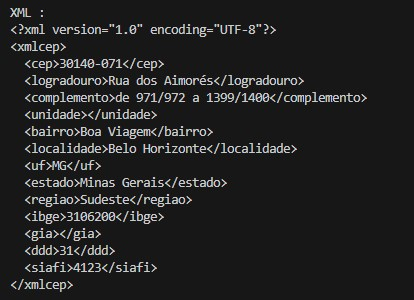 XML :
<?xml version="1.0" encoding="UTF-8"?>
<xmlcep>
  <cep>30140-071</cep>
  <logradouro>Rua dos Aimorés</logradouro>
  <complemento>de 971/972 a 1399/1400</complemento>
  <unidade></unidade>
  <bairro>Boa Viagem</bairro>
  <localidade>Belo Horizonte</localidade>
  <uf>MG</uf>
  <estado>Minas Gerais</estado>
  <regiao>Sudeste</regiao>
  <ibge>3106200</ibge>
  <gia></gia>
  <ddd>31</ddd>
  <siafi>4123</siafi>
</xmlcep>